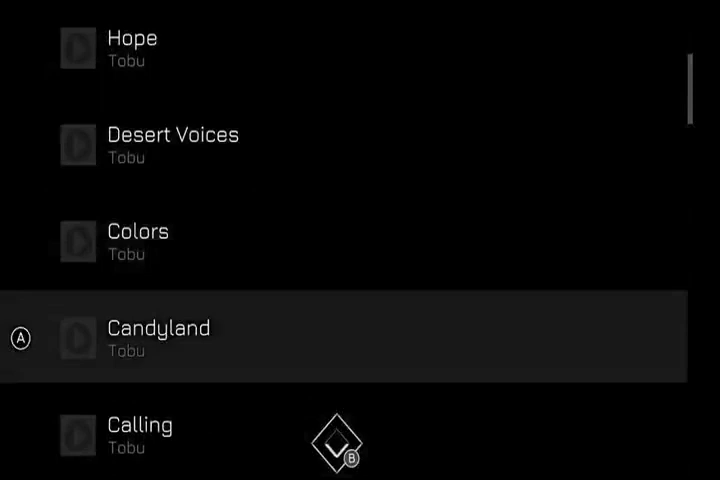 Hope
Tobu
Desert Voices
Tobu
Colors
Tobu
A
Candyland
Tobu
Calling
Tobu
B